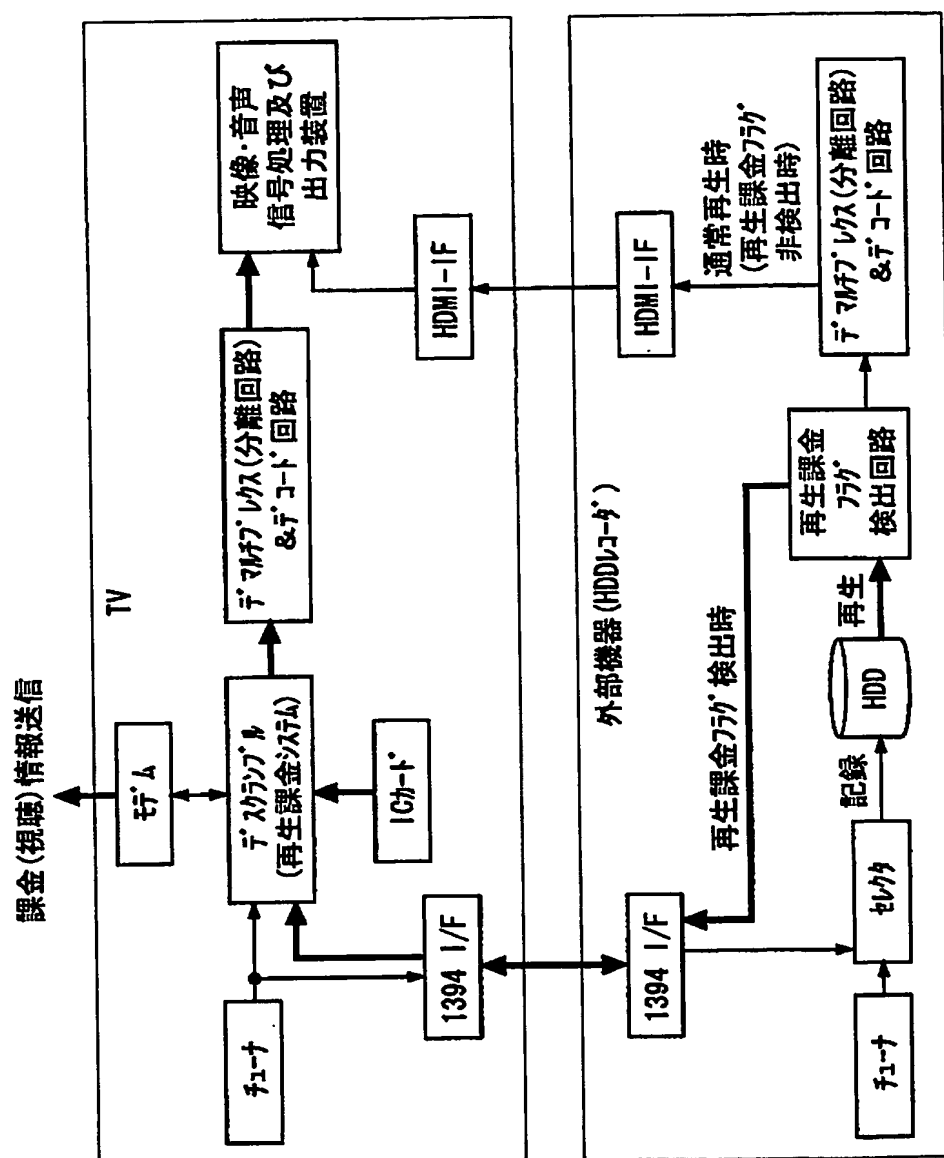 課金(視聴)情報送信
TV
モデム
チューナ
デスクランブル
(再生課金システム)
デマルチプレクス(分離回路)
&デコード回路
映像・音声
信号処理及び
出力装置
ICカード
1394 I/F
HDMI-IF
外部機器(HDDレコーダ)
1394 I/F
再生課金フラグ検出時
HDMI-IF
通常再生時
(再生課金フラグ
非検出時)
チューナ
セレクタ
記録
HDD
再生
再生課金
フラグ
検出回路
デマルチプレクス(分離回路)
&デコード回路